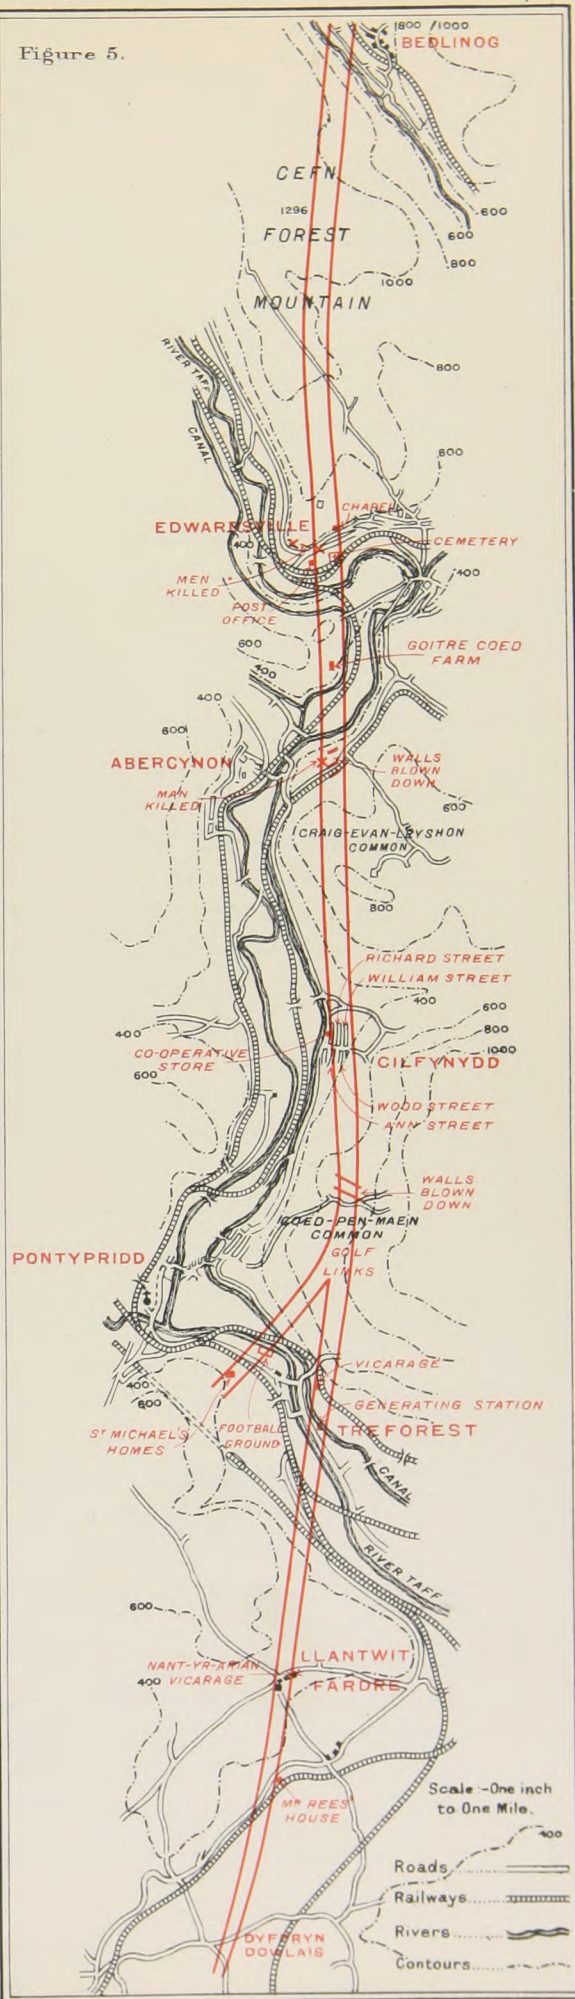 Figure 5.
800 1000
BEDLINOG
CEFN
1296
FOREST
MOUNTAIN
600
600
800
1000
800
RIVER TAFF
CANAL
600
CHAPEL
EDWARDSVILLE
CEMETERY
400
400
MEN
KILLED
POST
OFFICE
600
GOITRE COED
FARM
400
400
600
ABERCYNON
WALLS
BLOWN
DOWN
MAN
KILLED
600
CRAIG-EVAN-LEYSHON
COMMON
800
RICHARD STREET
WILLIAM STREET
400
600
800
1000
400
CO-OPERATIVE
STORE
CILFYNYDD
600
WOOD STREET
ANN STREET
WALLS
BLOWN
DOWN
COED-PEN-MAEN
COMMON
GOLF
LINKS
PONTYPRIDD
VICARAGE
400
600
GENERATING STATION
ST MICHAEL'S
HOMES
FOOTBALL
GROUND
TREFOREST
CANAL
RIVER TAFF
600
LLANTWIT
FARDRE
NANT-YR-ARIAN
VICARAGE
400
MR REES'
HOUSE
DYFFRYN
DOWLAIS
Scale :-One inch
to One Mile.
400
Roads
Railways
Rivers
Contours